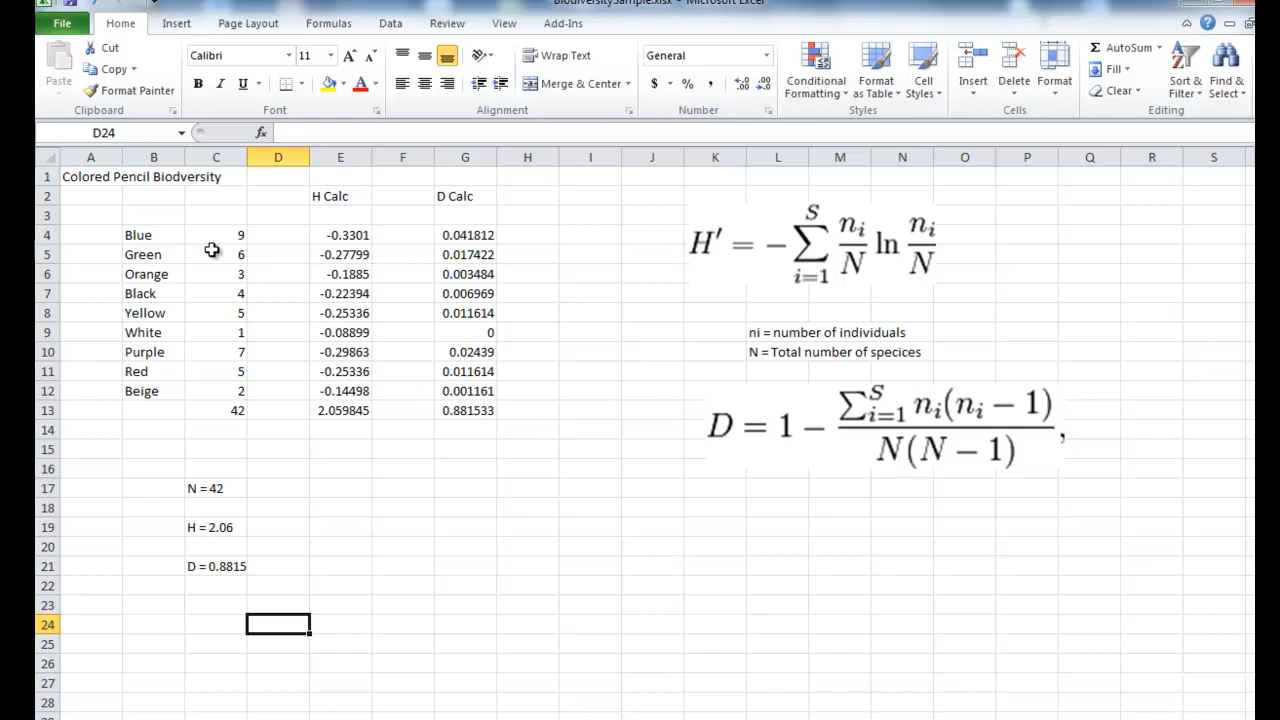 BiodversitySample.xlsx - Microsoft Excel
File Home Insert Page Layout Formulas Data Review View Add-Ins
Paste Cut Copy Format Painter Clipboard
Calibri 11 B I U Font
Wrap Text Merge & Center Alignment
General $ % , Number
Conditional Formatting Format as Table Cell Styles Styles
Insert Delete Format Cells
AutoSum Fill Clear Sort & Filter Find & Select Editing
D24 fx
A B C D E F G H I J K L M N O P Q R S
1 Colored Pencil Biodversity
2 H Calc D Calc
3
4 Blue 9 -0.3301 0.041812
5 Green 6 -0.27799 0.017422
6 Orange 3 -0.1885 0.003484
7 Black 4 -0.22394 0.006969
8 Yellow 5 -0.25336 0.011614
9 White 1 -0.08899 0
10 Purple 7 -0.29863 0.02439
11 Red 5 -0.25336 0.011614
12 Beige 2 -0.14498 0.001161
13 42 2.059845 0.881533
14
15
16
17 N = 42
18
19 H = 2.06
20
21 D = 0.8815
22
23
24
25
26
27
28
H′ = − ∑_{i=1}^{S} n_i/N ln n_i/N
ni = number of individuals
N = Total number of specices
D = 1 − ∑_{i=1}^{S} n_i(n_i − 1) / N(N − 1),